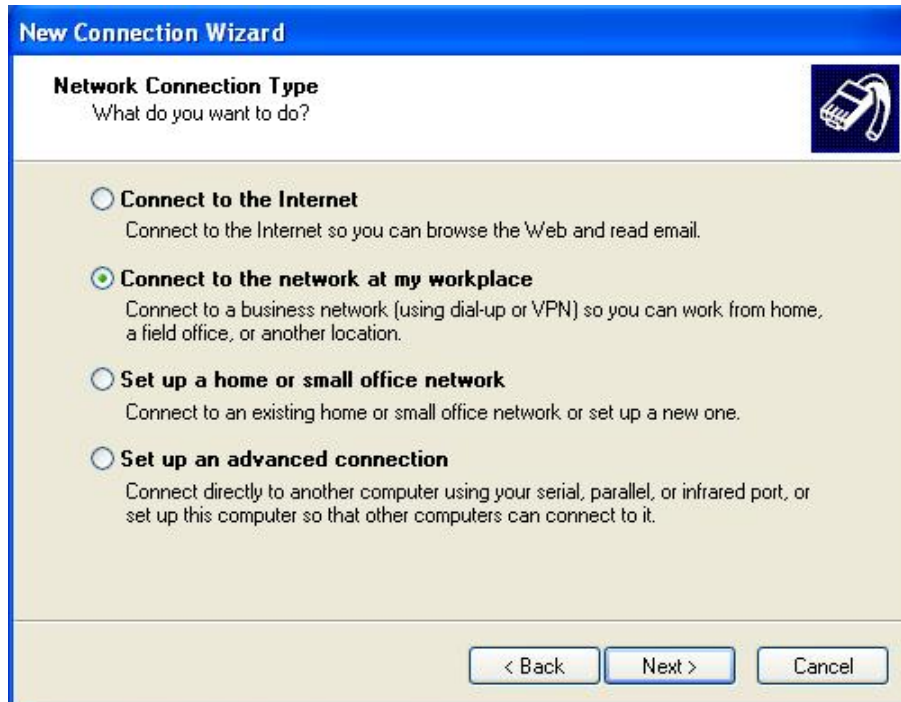 New Connection Wizard
Network Connection Type
What do you want to do?
Connect to the Internet
Connect to the Internet so you can browse the Web and read email.
Connect to the network at my workplace
Connect to a business network (using dial-up or VPN) so you can work from home,
a field office, or another location.
Set up a home or small office network
Connect to an existing home or small office network or set up a new one.
Set up an advanced connection
Connect directly to another computer using your serial, parallel, or infrared port, or
set up this computer so that other computers can connect to it.
< Back Next > Cancel